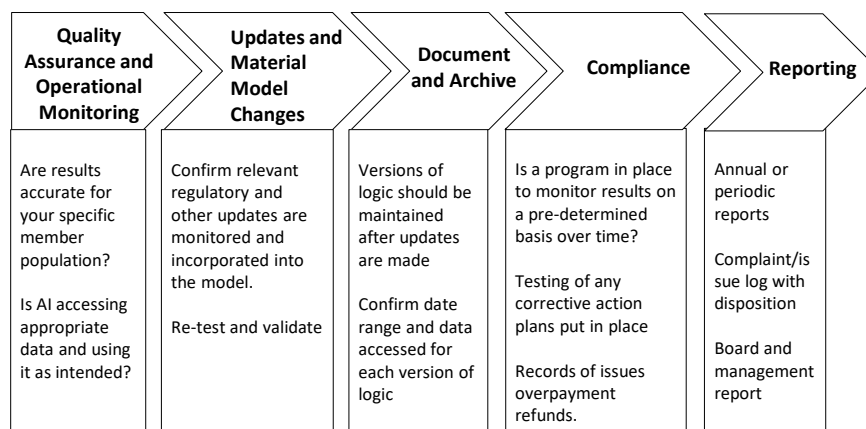 Quality
Assurance and
Operational
Monitoring
Updates and
Material
Model
Changes
Document
and Archive
Compliance
Reporting
Are results
accurate for
your specific
member
population?
Is AI accessing
appropriate
data and using
it as intended?
Confirm relevant
regulatory and
other updates are
monitored and
incorporated into
the model.
Re-test and validate
Versions of
logic should be
maintained
after updates
are made
Confirm date
range and data
accessed for
each version of
logic
Is a program in place
to monitor results on
a pre-determined
basis over time?
Testing of any
corrective action
plans put in place
Records of issues
overpayment
refunds.
Annual or
periodic
reports
Complaint/is
sue log with
disposition
Board and
management
report